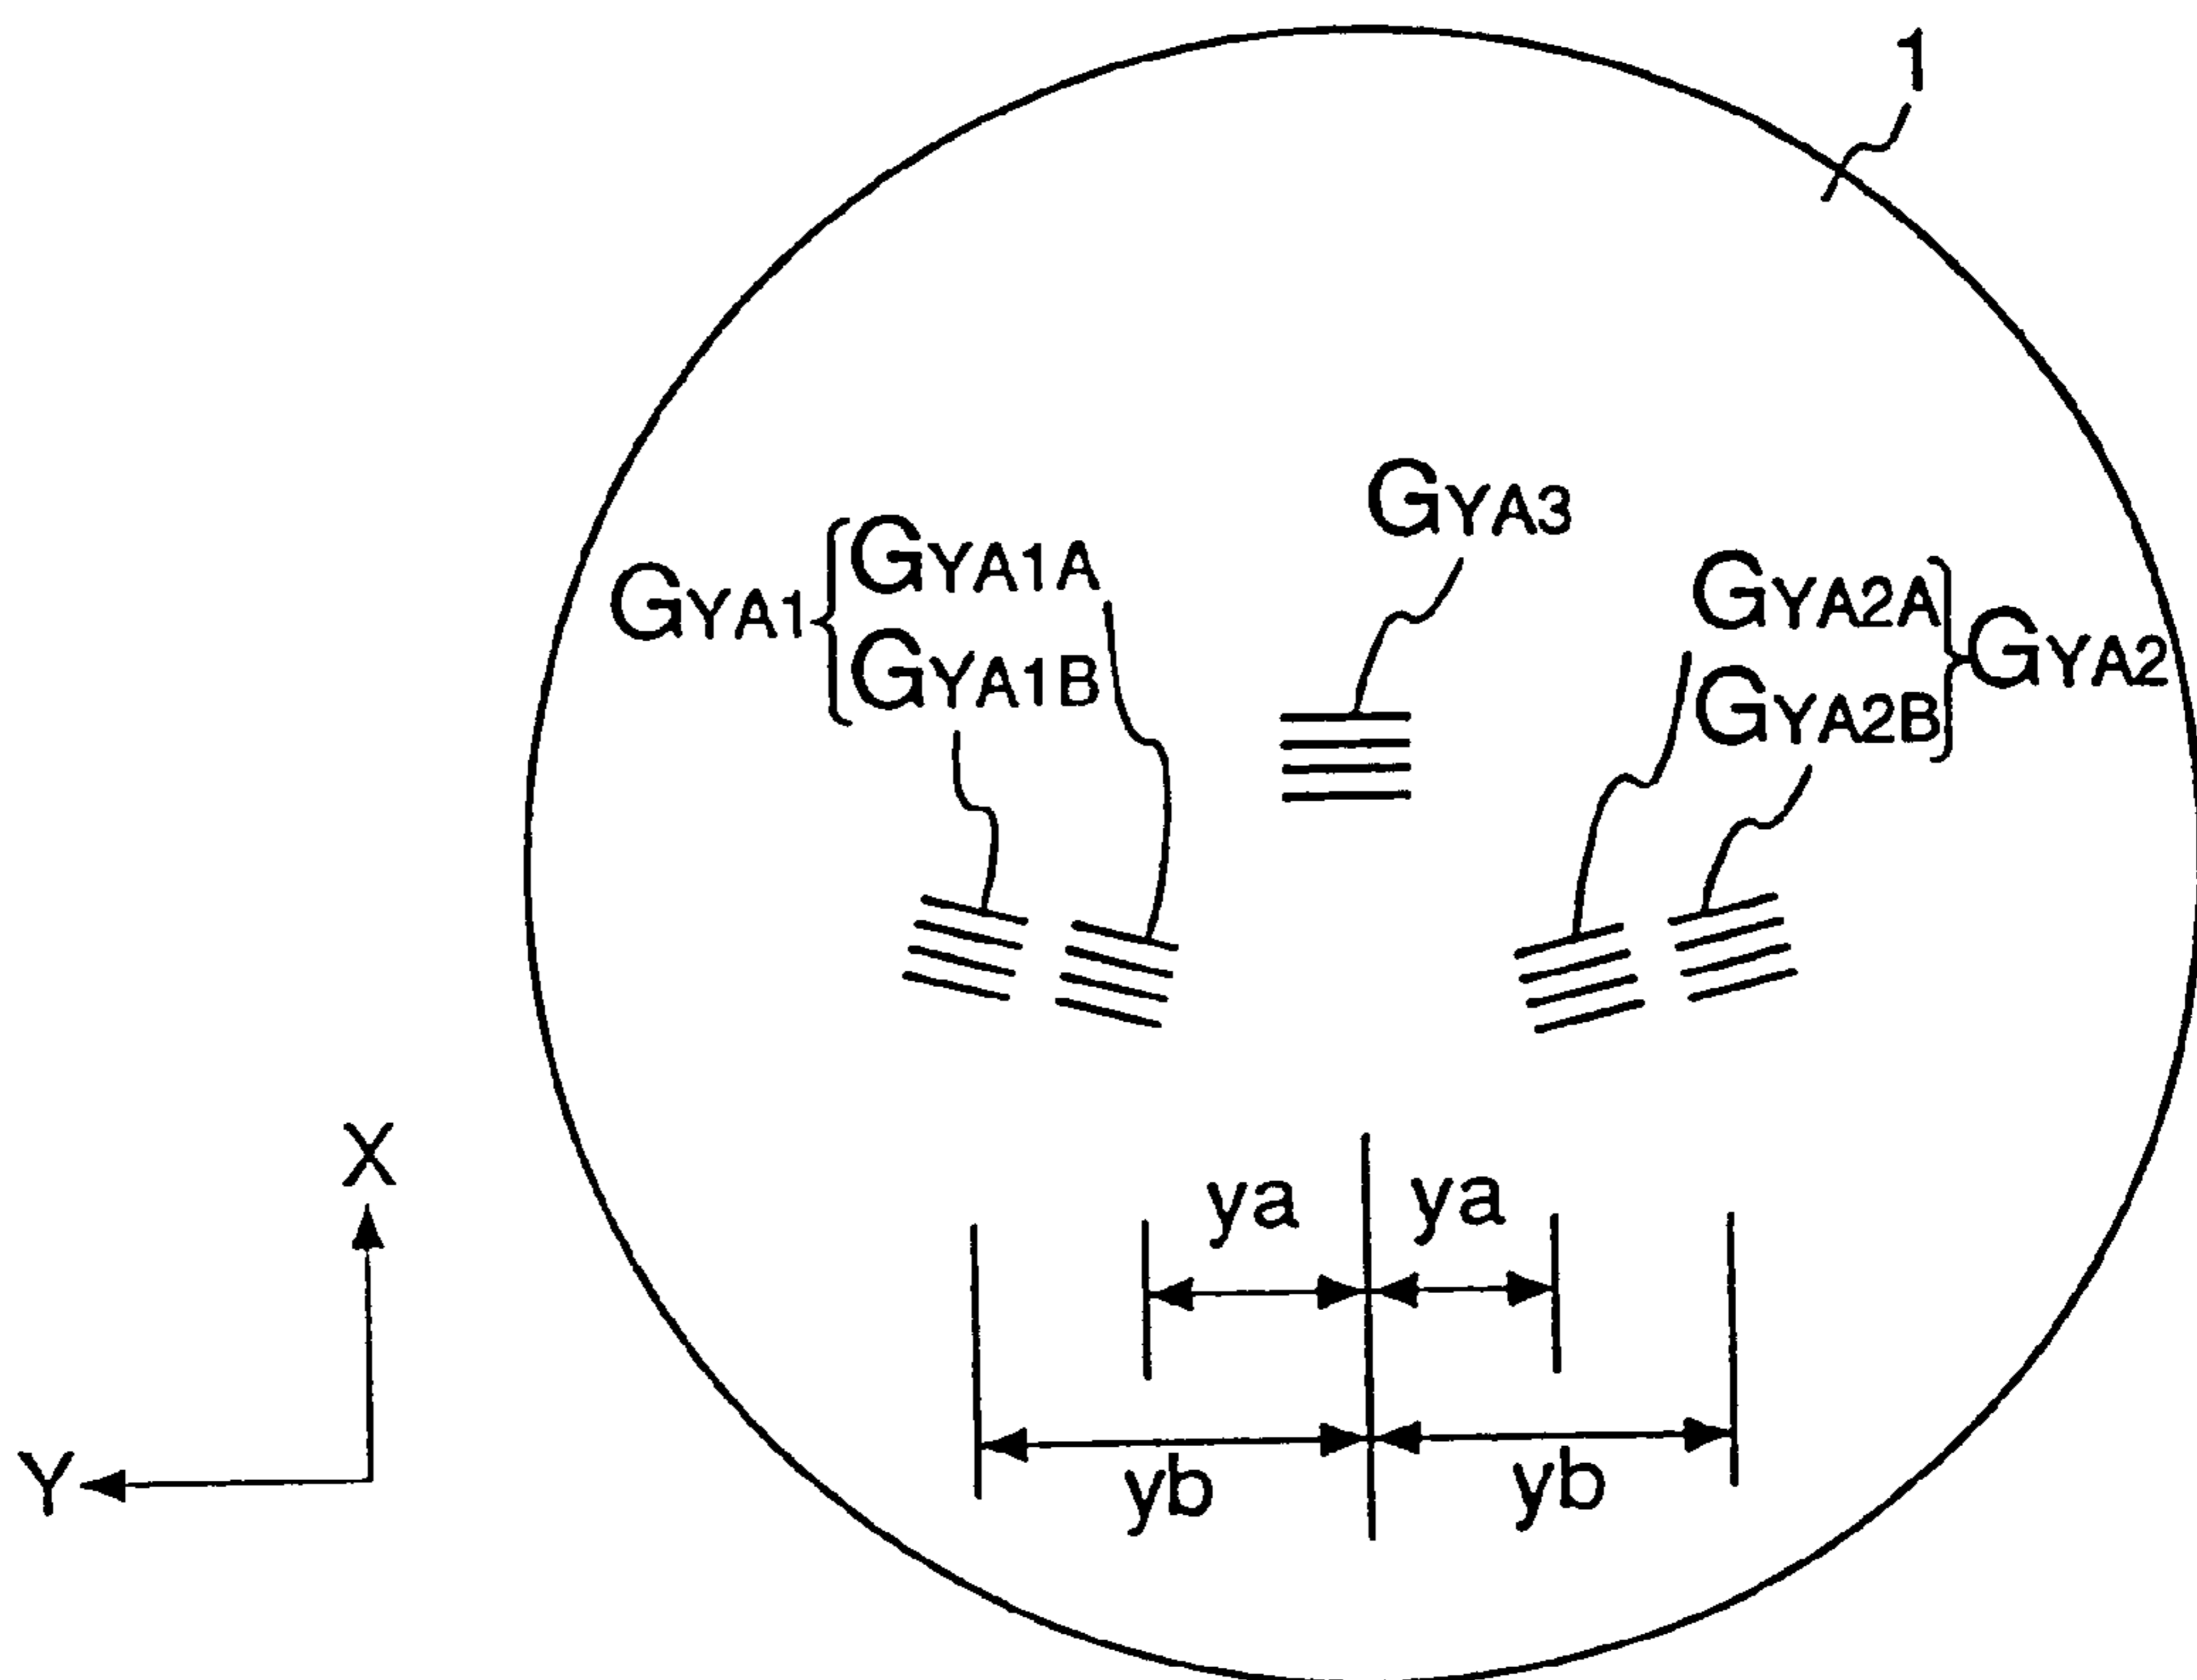 1
GYA3
GYA1 { GYA1A
GYA1B
GYA2A } GYA2
GYA2B
X
Y
ya ya
yb yb